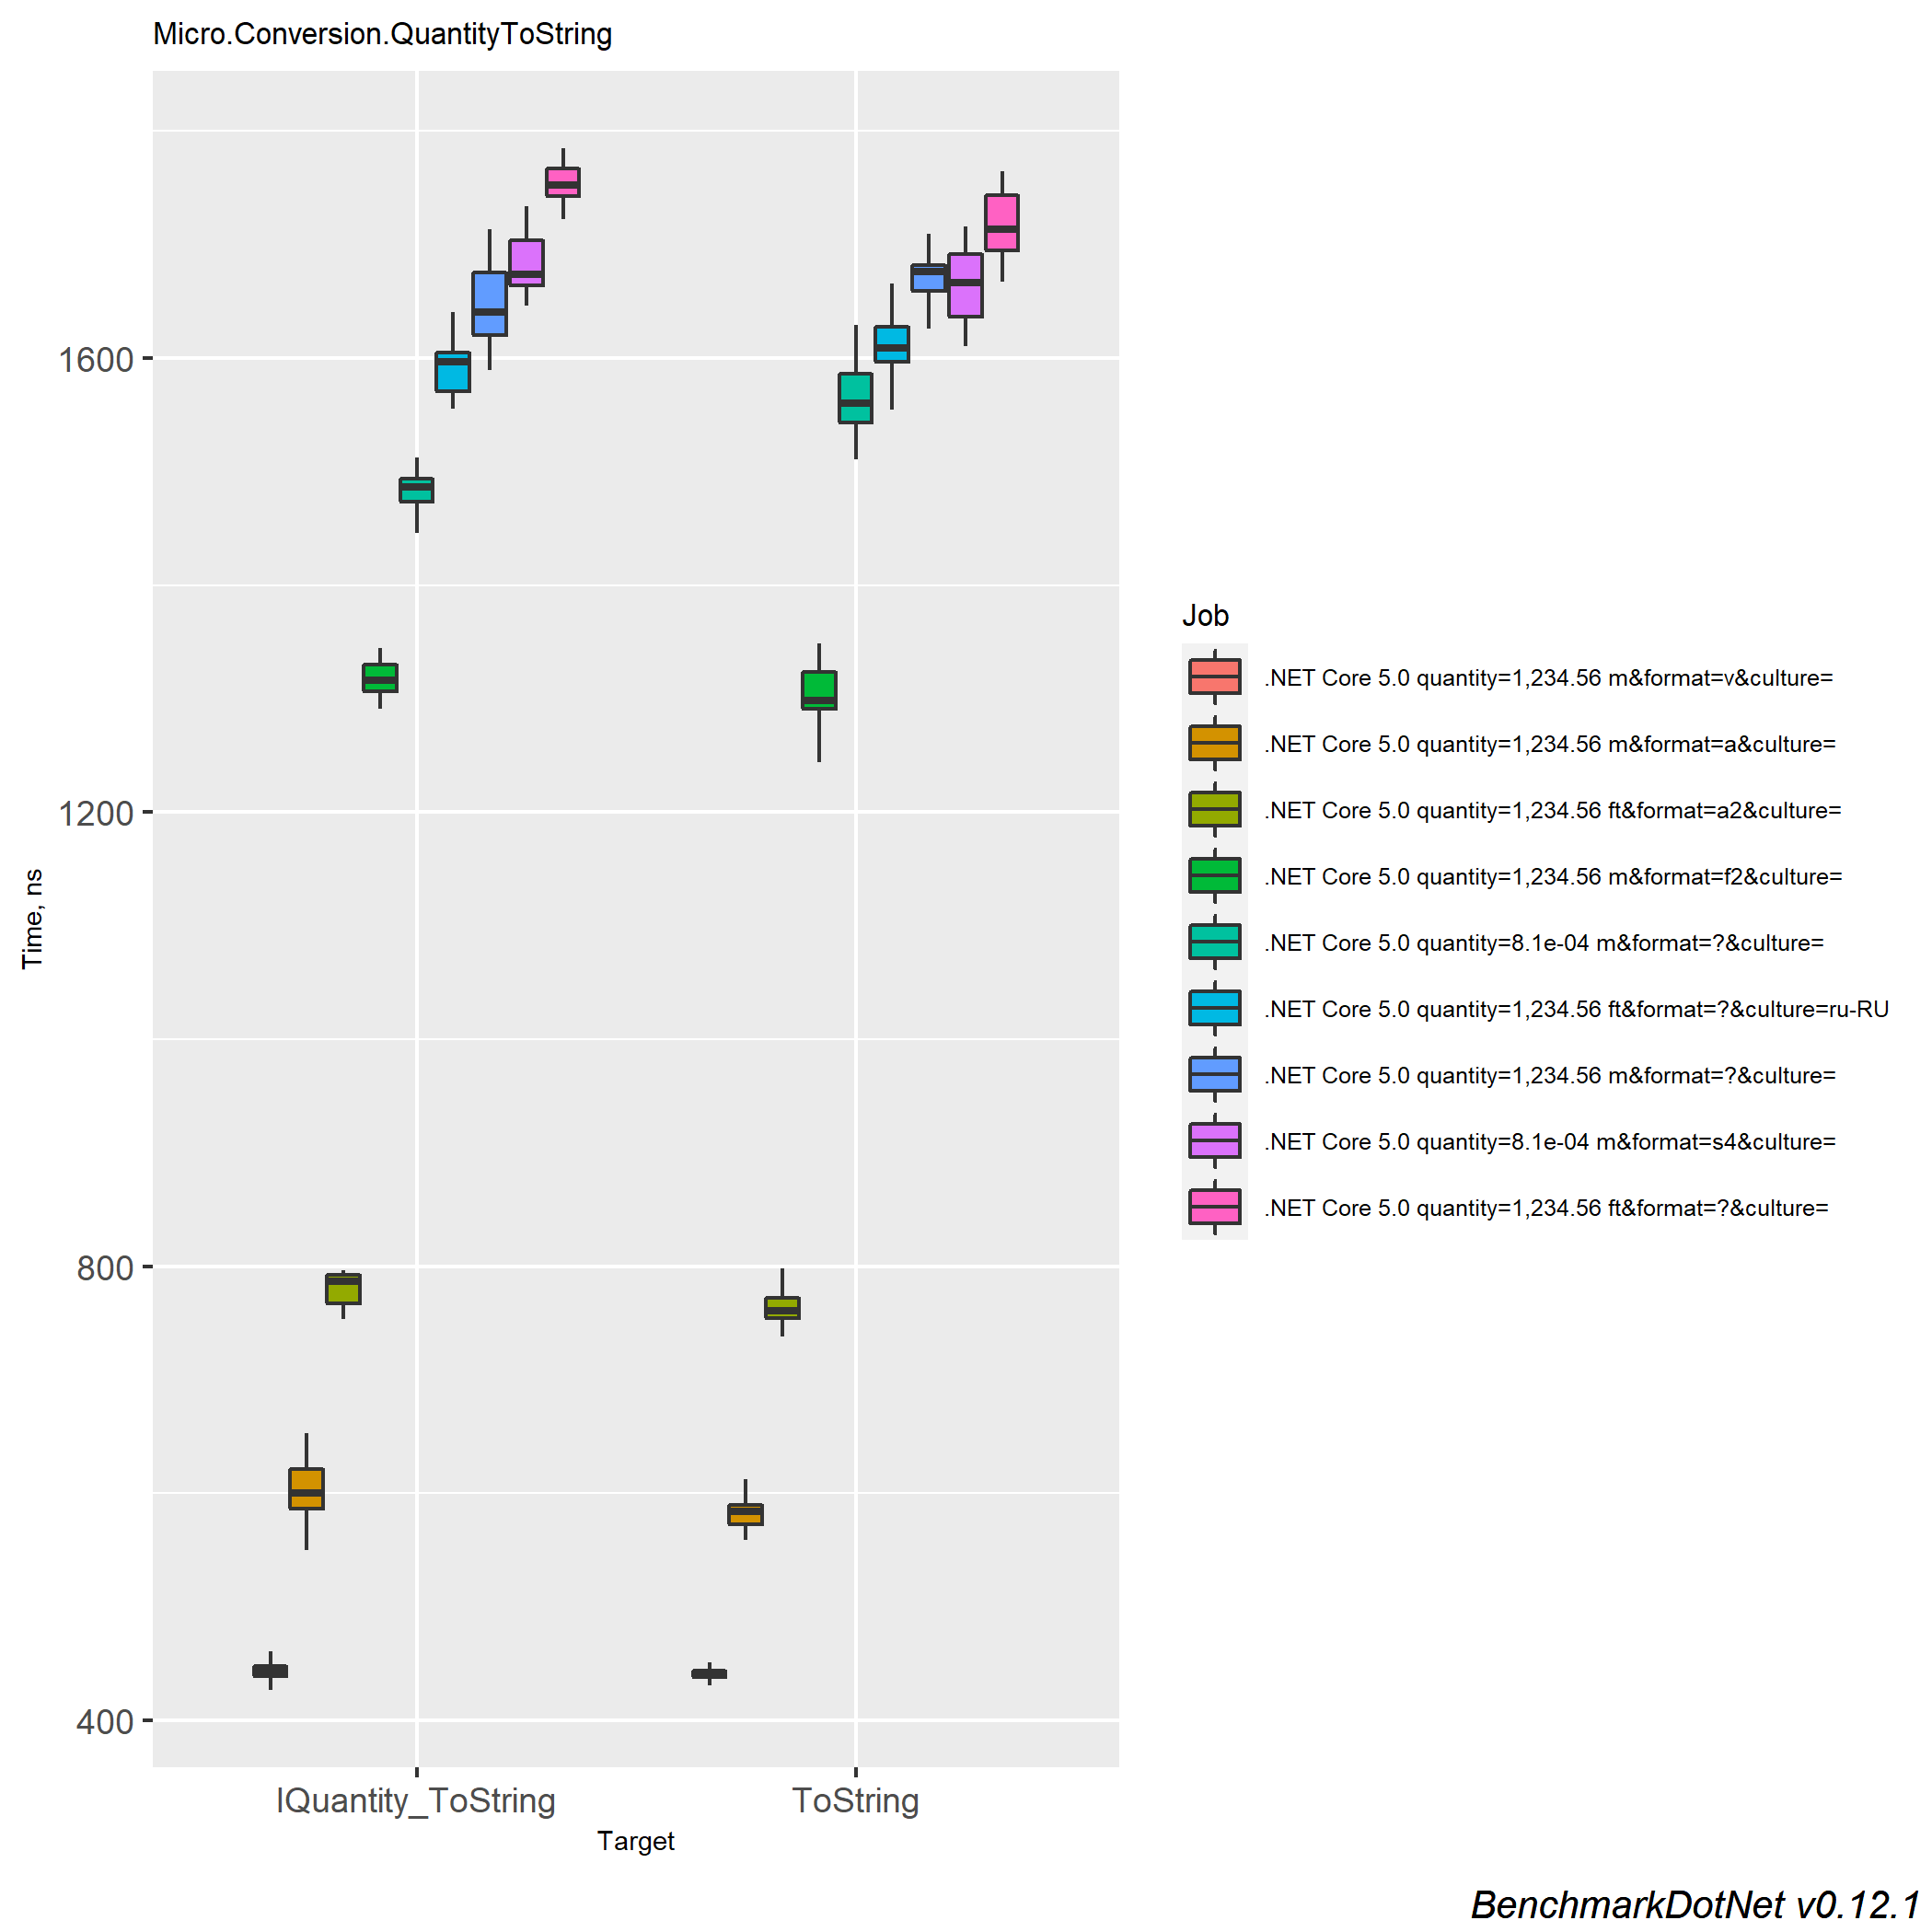 Micro.Conversion.QuantityToString
1600
1200
800
400
Time, ns
IQuantity_ToString
ToString
Target
Job
.NET Core 5.0 quantity=1,234.56 m&format=v&culture=
.NET Core 5.0 quantity=1,234.56 m&format=a&culture=
.NET Core 5.0 quantity=1,234.56 ft&format=a2&culture=
.NET Core 5.0 quantity=1,234.56 m&format=f2&culture=
.NET Core 5.0 quantity=8.1e-04 m&format=?&culture=
.NET Core 5.0 quantity=1,234.56 ft&format=?&culture=ru-RU
.NET Core 5.0 quantity=1,234.56 m&format=?&culture=
.NET Core 5.0 quantity=8.1e-04 m&format=s4&culture=
.NET Core 5.0 quantity=1,234.56 ft&format=?&culture=
BenchmarkDotNet v0.12.1